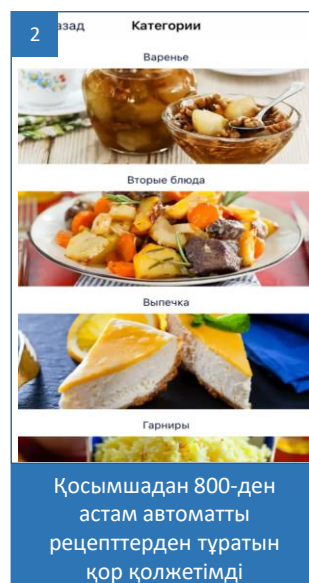 2
азад
Категории
Варенье
Вторые блюда
Выпечка
Гарниры
Қосымшадан 800-ден
астам автоматты
рецепттерден тұратын
қор қолжетімді